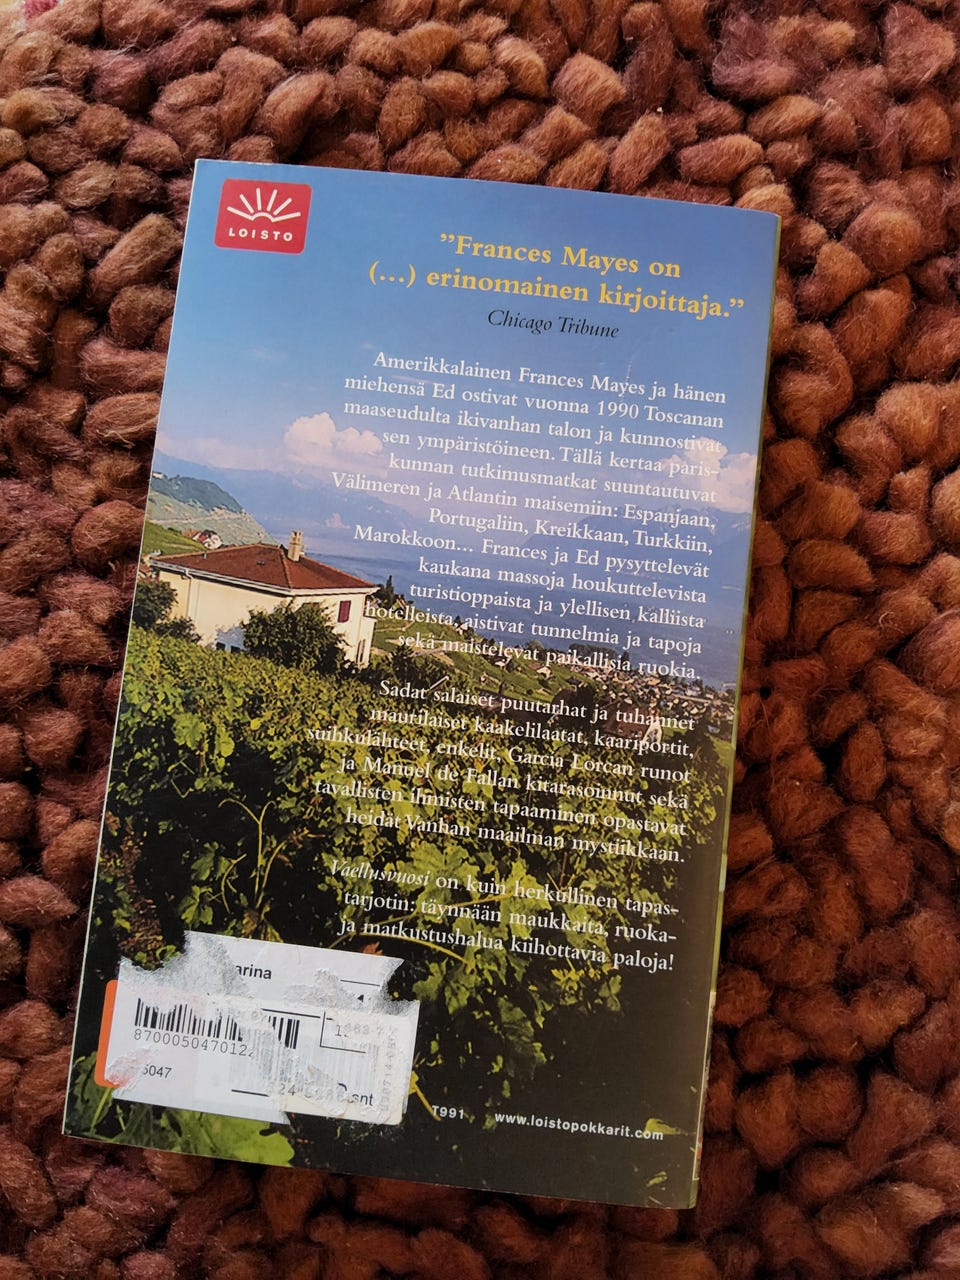 LOISTO
”Frances Mayes on
(...) erinomainen kirjoittaja.”
Chicago Tribune
Amerikkalainen Frances Mayes ja hänen
miehensä Ed ostivat vuonna 1990 Toscanan
maaseudulta ikivanhan talon ja kunnostivat
sen ympäristöineen. Tällä kertaa paris-
kunnan tutkimusmatkat suuntautuvat
Välimeren ja Atlantin maisemiin: Espanjaan,
Portugaliin, Kreikkaan, Turkkiin,
Marokkoon... Frances ja Ed pysyttelevät
kaukana massoja houkuttelevista
turistioppaista ja ylellisen kalliista
hotelleista, aistivat tunnelmia ja tapoja
sekä maistelevat paikallisia ruokia.
Sadat salaiset puutarhat ja tuhannet
maurilaiset kaakelilaatat, kaariportit,
suihkulähteet, enkelit, García Lorcan runot
ja Manuel de Fallan kitarasoinnut sekä
tavallisten ihmisten tapaaminen opastavat
heidät Vanhan maailman mystiikkaan.
Vaellusvuosi on kuin herkullinen tapas-
tarjotin: täynnään maukkaita, ruoka-
ja matkustushalua kiihottavia paloja!
arina
870005047012
5047
snt
T991
www.loistopokkarit.com